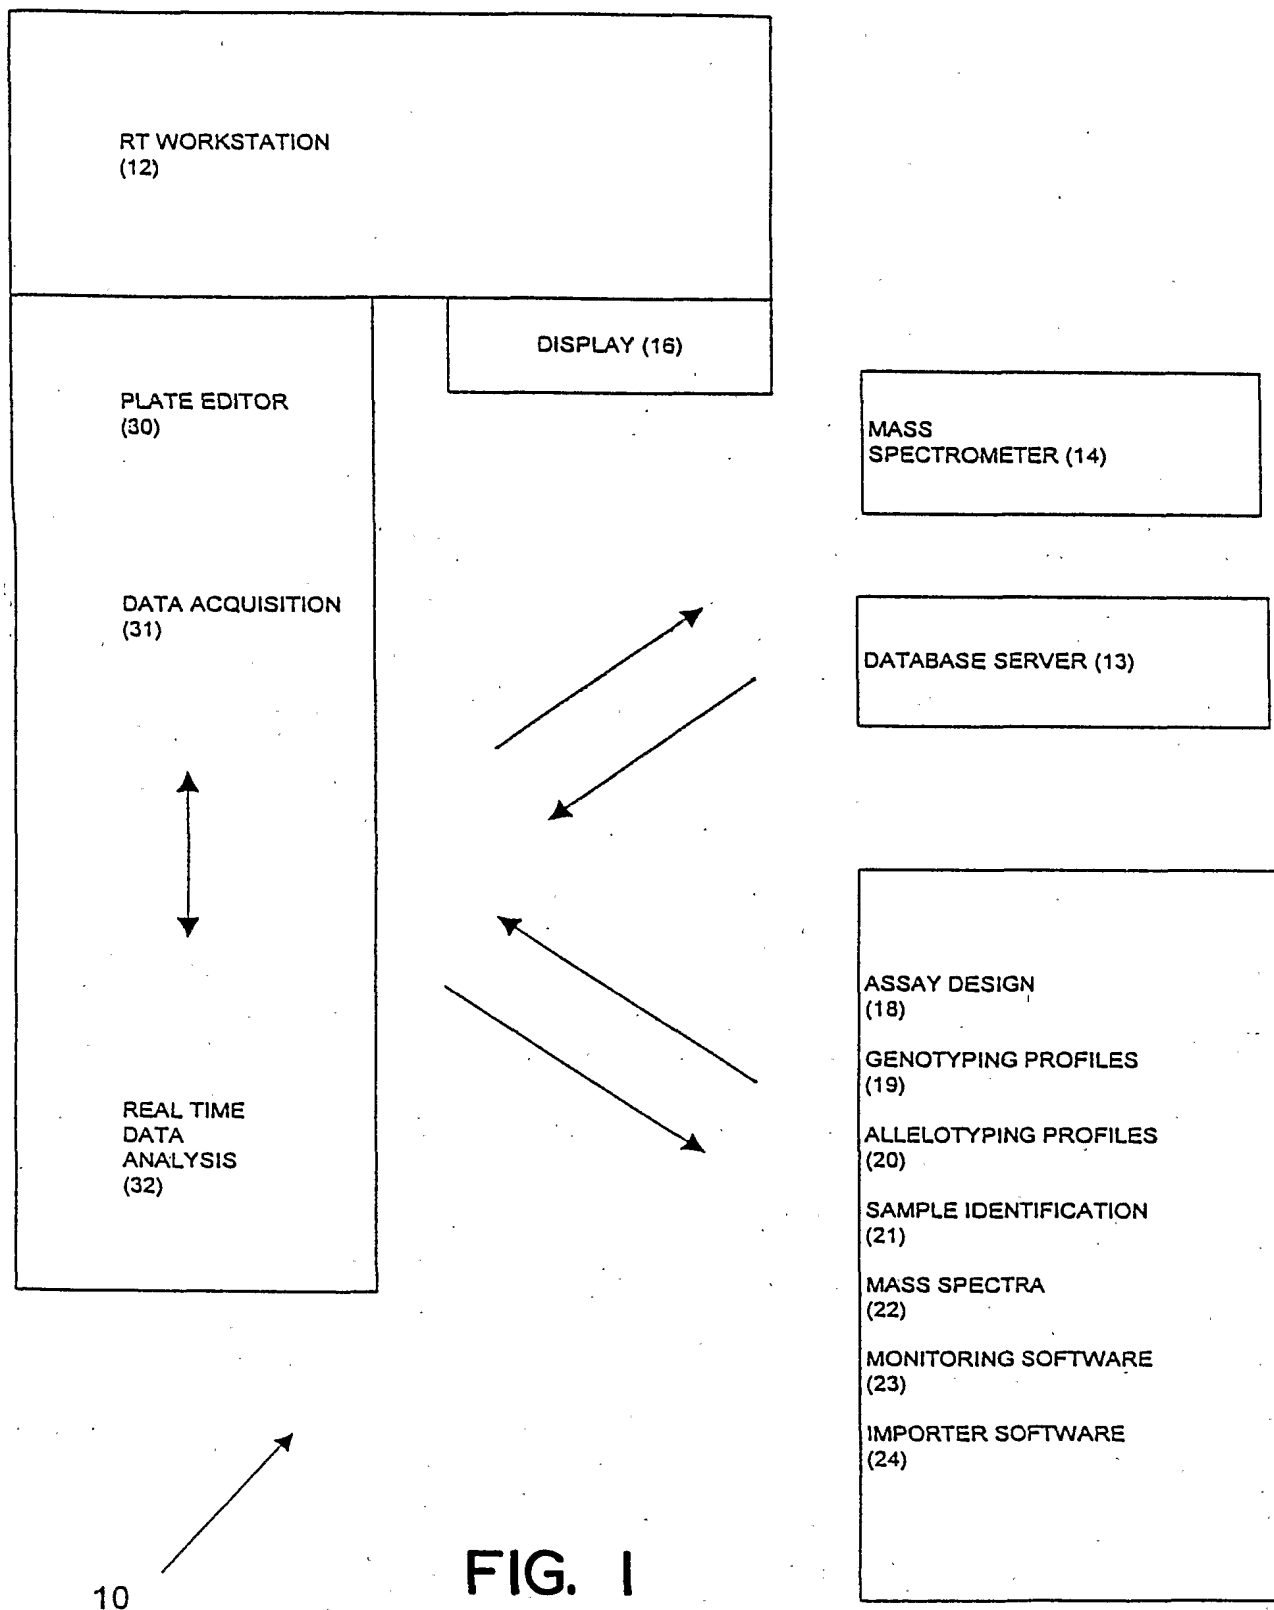 RT WORKSTATION
(12)
DISPLAY (16)
PLATE EDITOR
(30)
MASS
SPECTROMETER (14)
DATA ACQUISITION
(31)
DATABASE SERVER (13)
ASSAY DESIGN
(18)
GENOTYPING PROFILES
(19)
REAL TIME
DATA
ANALYSIS
(32)
ALLELOTYPING PROFILES
(20)
SAMPLE IDENTIFICATION
(21)
MASS SPECTRA
(22)
MONITORING SOFTWARE
(23)
IMPORTER SOFTWARE
(24)
10
FIG. 1